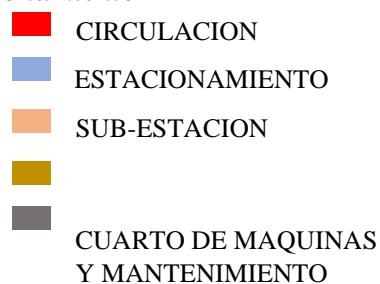 CIRCULACION
ESTACIONAMIENTO
SUB-ESTACION
CUARTO DE MAQUINAS
Y MANTENIMIENTO